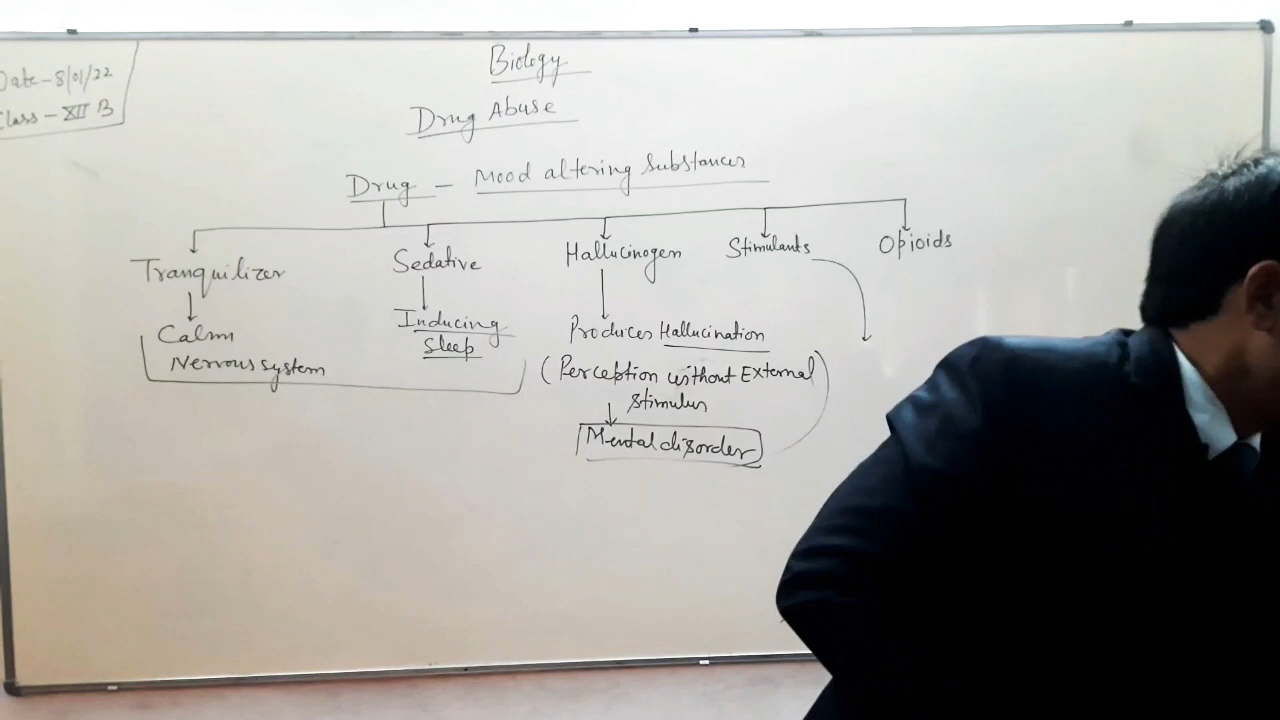 Date - 8/01/22
Class - XII B
Biology
Drug Abuse
Drug - Mood altering Substances
Tranquilizer
Sedative
Hallucinogen
Stimulants
Opioids
Calm
Nervous system
Inducing
Sleep
Produces Hallucination
(Perception without External
Stimulus)
Mental disorder